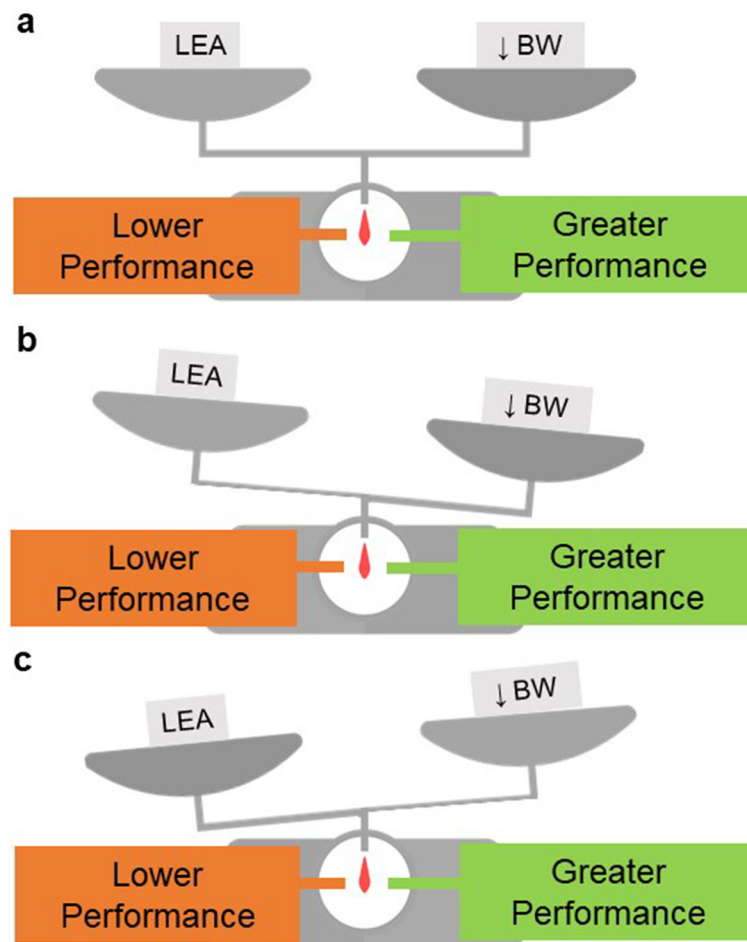 a
LEA
↓ BW
Lower
Performance
Greater
Performance
b
LEA
↓ BW
Lower
Performance
Greater
Performance
c
LEA
↓ BW
Lower
Performance
Greater
Performance